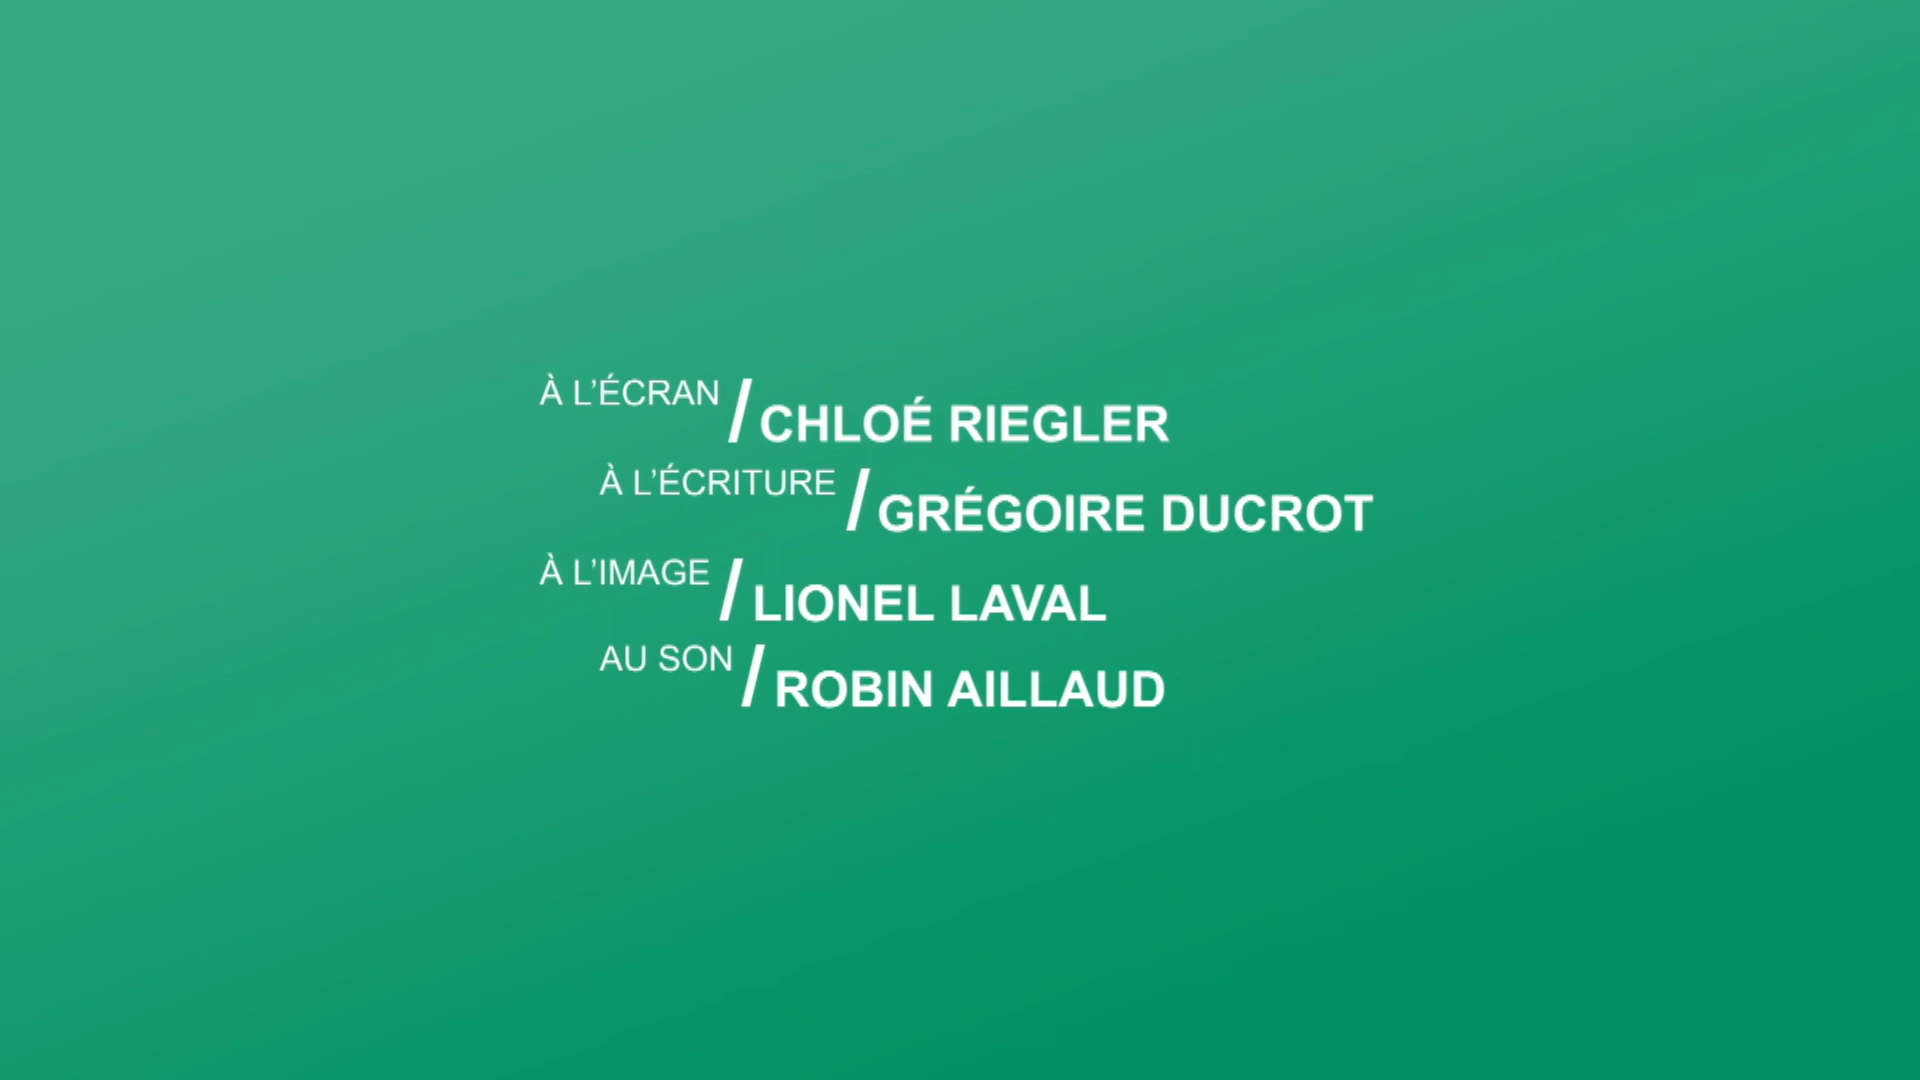 À L’ÉCRAN / CHLOÉ RIEGLER
À L’ÉCRITURE / GRÉGOIRE DUCROT
À L’IMAGE / LIONEL LAVAL
AU SON / ROBIN AILLAUD